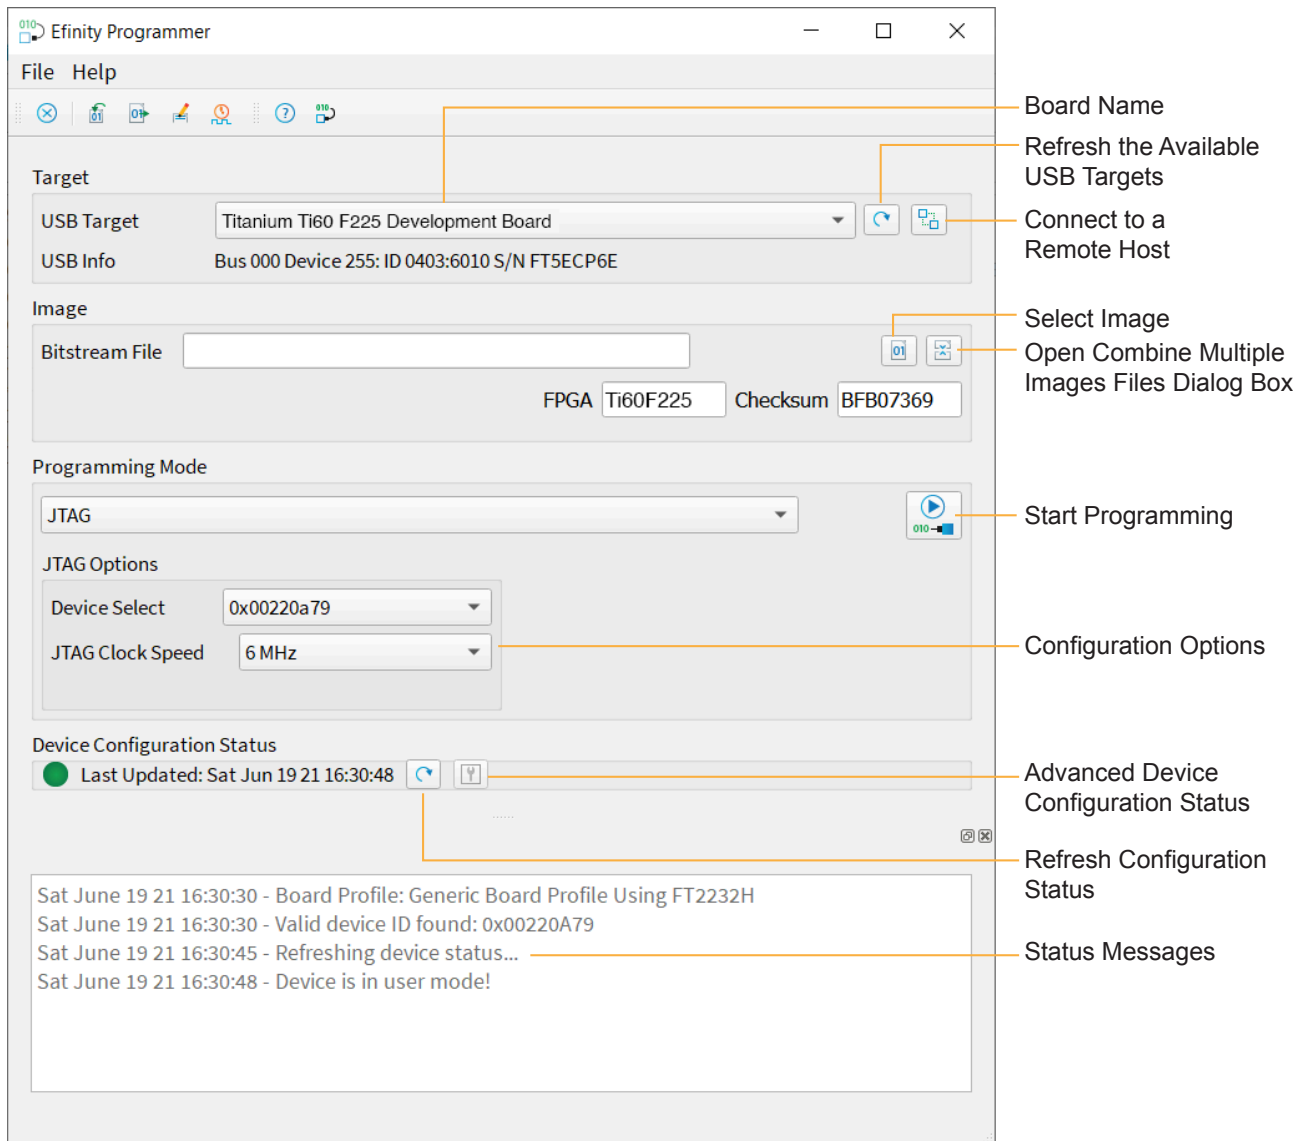 Efinity Programmer
File Help
Board Name
Refresh the Available
USB Targets
Target
USB Target Titanium Ti60 F225 Development Board
Connect to a
Remote Host
USB Info Bus 000 Device 255: ID 0403:6010 S/N FT5ECP6E
Image
Select Image
Bitstream File
Open Combine Multiple
Images Files Dialog Box
FPGA Ti60F225 Checksum BFB07369
Programming Mode
JTAG
Start Programming
JTAG Options
Device Select 0x00220a79
JTAG Clock Speed 6 MHz
Configuration Options
Device Configuration Status
Last Updated: Sat Jun 19 21 16:30:48
Advanced Device
Configuration Status
Refresh Configuration
Status
Sat June 19 21 16:30:30 - Board Profile: Generic Board Profile Using FT2232H
Sat June 19 21 16:30:30 - Valid device ID found: 0x00220A79
Sat June 19 21 16:30:45 - Refreshing device status...
Status Messages
Sat June 19 21 16:30:48 - Device is in user mode!